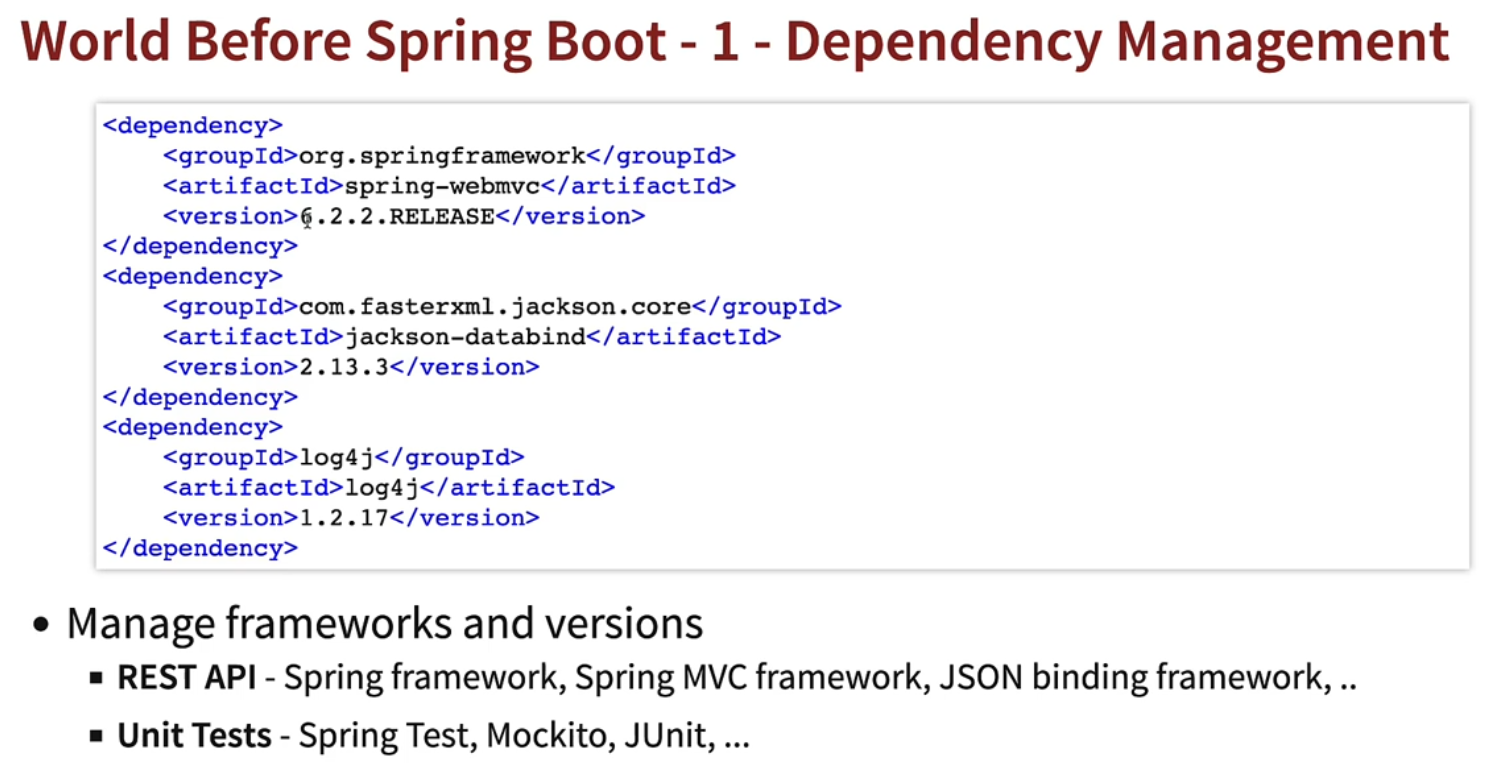 World Before Spring Boot - 1 - Dependency Management
<dependency>
    <groupId>org.springframework</groupId>
    <artifactId>spring-webmvc</artifactId>
    <version>6.2.2.RELEASE</version>
</dependency>
<dependency>
    <groupId>com.fasterxml.jackson.core</groupId>
    <artifactId>jackson-databind</artifactId>
    <version>2.13.3</version>
</dependency>
<dependency>
    <groupId>log4j</groupId>
    <artifactId>log4j</artifactId>
    <version>1.2.17</version>
</dependency>
• Manage frameworks and versions
▪ REST API - Spring framework, Spring MVC framework, JSON binding framework, ..
▪ Unit Tests - Spring Test, Mockito, JUnit, ...